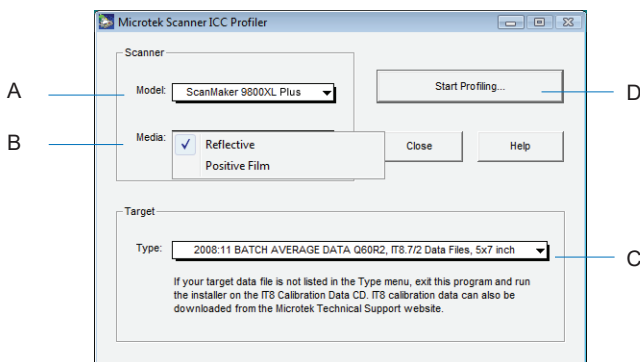 Microtek Scanner ICC Profiler
Scanner
A
Model:
ScanMaker 9800XL Plus
Start Profiling...
D
B
Media:
Reflective
Positive Film
Close
Help
Target
Type:
2008:11 BATCH AVERAGE DATA Q60R2, IT8.7/2 Data Files, 5x7 inch
C
If your target data file is not listed in the Type menu, exit this program and run
the installer on the IT8 Calibration Data CD. IT8 calibration data can also be
downloaded from the Microtek Technical Support website.